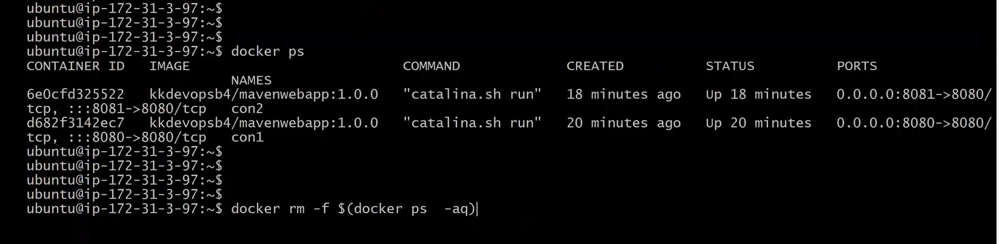 ubuntu@ip-172-31-3-97:~$
ubuntu@ip-172-31-3-97:~$
ubuntu@ip-172-31-3-97:~$
ubuntu@ip-172-31-3-97:~$ docker ps
CONTAINER ID   IMAGE                          COMMAND             CREATED          STATUS          PORTS
                         NAMES
6e0cfd325522   kkdevopsb4/mavenwebapp:1.0.0   "catalina.sh run"   18 minutes ago   Up 18 minutes   0.0.0.0:8081->8080/
tcp, :::8081->8080/tcp   con2
d682f3142ec7   kkdevopsb4/mavenwebapp:1.0.0   "catalina.sh run"   20 minutes ago   Up 20 minutes   0.0.0.0:8080->8080/
tcp, :::8080->8080/tcp   con1
ubuntu@ip-172-31-3-97:~$
ubuntu@ip-172-31-3-97:~$
ubuntu@ip-172-31-3-97:~$
ubuntu@ip-172-31-3-97:~$
ubuntu@ip-172-31-3-97:~$ docker rm -f $(docker ps  -aq)